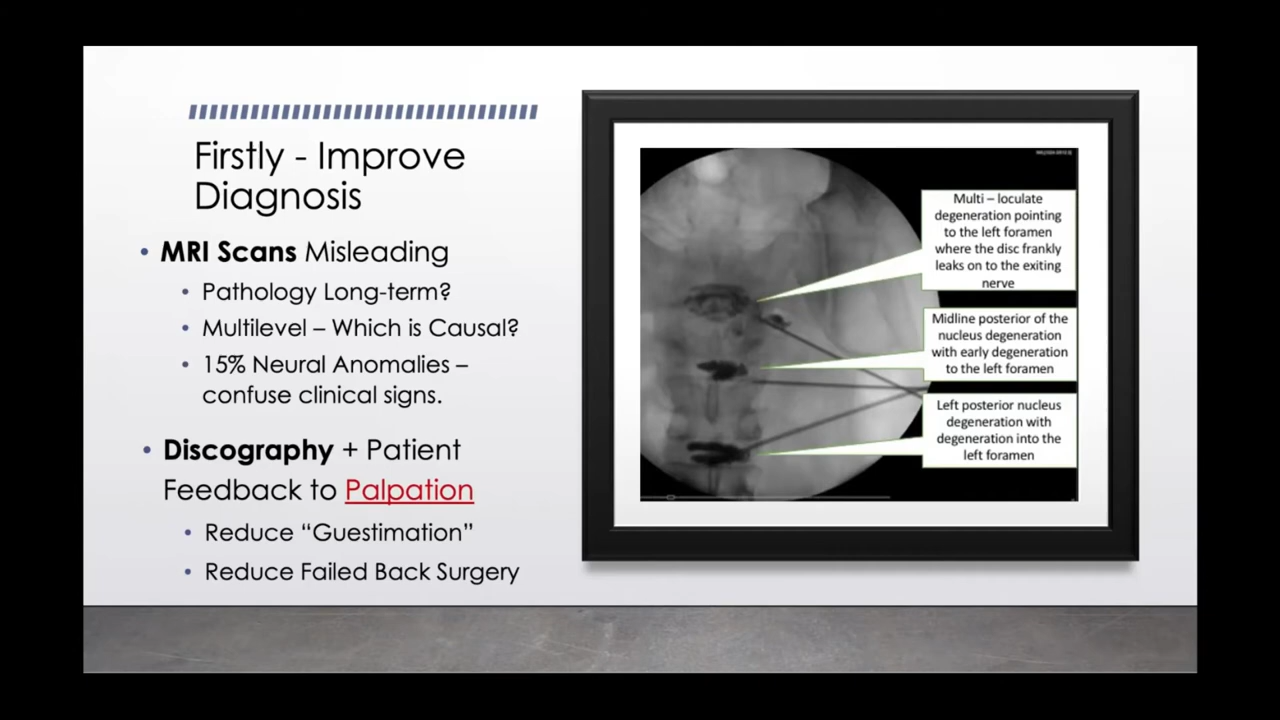 Firstly - Improve
Diagnosis
• MRI Scans Misleading
• Pathology Long-term?
• Multilevel – Which is Causal?
• 15% Neural Anomalies –
confuse clinical signs.
• Discography + Patient
Feedback to Palpation
• Reduce “Guestimation”
• Reduce Failed Back Surgery
Multi – loculate
degeneration pointing
to the left foramen
where the disc frankly
leaks on to the exiting
nerve
Midline posterior of the
nucleus degeneration
with early degeneration
to the left foramen
Left posterior nucleus
degeneration with
degeneration into the
left foramen